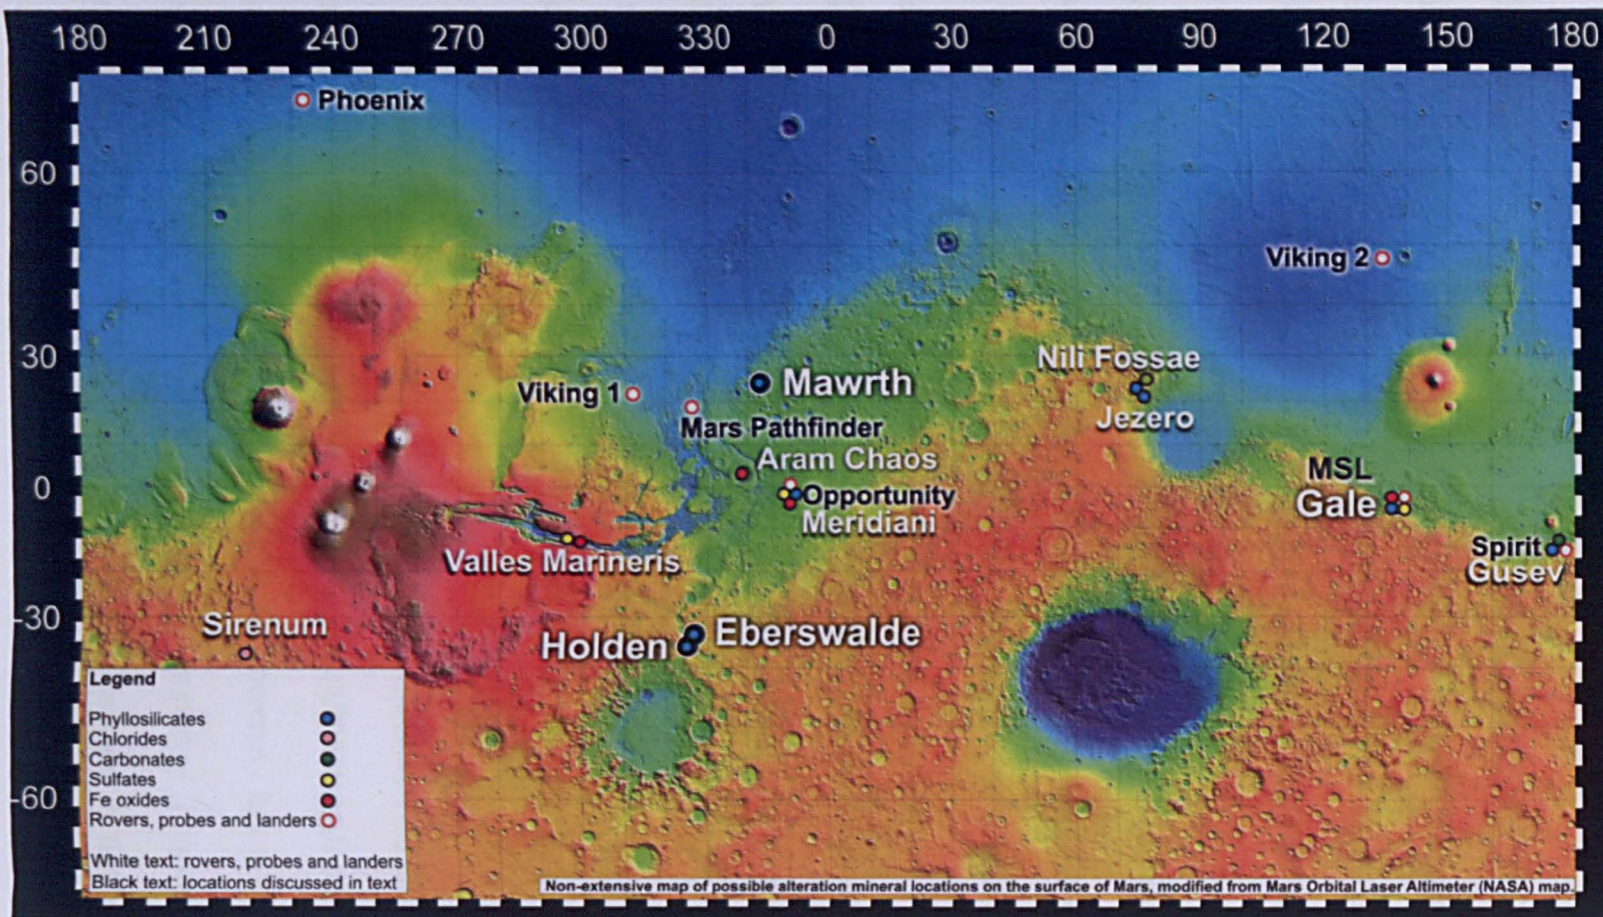 180 210 240 270 300 330 0 30 60 90 120 150 180
Phoenix
60
Viking 2
30
Nili Fossae
Mawrth
Viking 1
Jezero
Mars Pathfinder
Aram Chaos
MSL
0
Opportunity
Gale
Meridiani
Spirit
Valles Marineris
Gusev
-30
Sirenum
Eberswalde
Holden
Legend
Phyllosilicates
Chlorides
Carbonates
Sulfates
-60
Fe oxides
Rovers, probes and landers
White text: rovers, probes and landers
Black text: locations discussed in text
Non-extensive map of possible alteration mineral locations on the surface of Mars, modified from Mars Orbital Laser Altimeter (NASA) map.